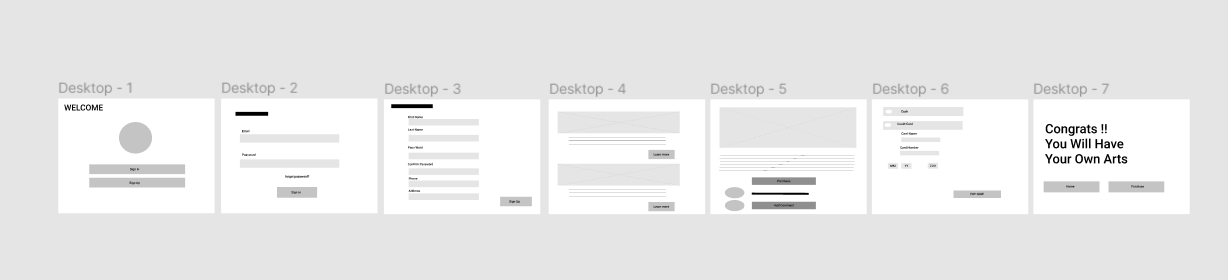 Desktop - 1
WELCOME
Sign In
Sign Up
Desktop - 2
Email
Password
forgot password?
Sign in
Desktop - 3
First Name
Last Name
Pass Word
Confirm Password
Phone
Address
Sign Up
Desktop - 4
Learn more
Learn more
Desktop - 5
Purchase
Add Comment
Desktop - 6
Cash
Credit Card
Card Name
Card Number
MM YY CVV
Desktop - 7
Congrats !!
You Will Have
Your Own Arts
Home
Purchase